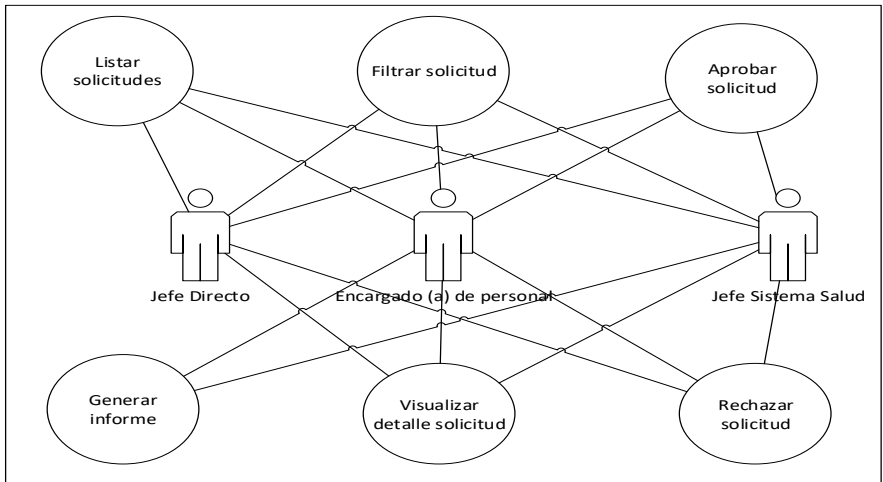 Listar
solicitudes
Filtrar solicitud
Aprobar
solicitud
Jefe Directo
Encargado (a) de personal
Jefe Sistema Salud
Generar
informe
Visualizar
detalle solicitud
Rechazar
solicitud